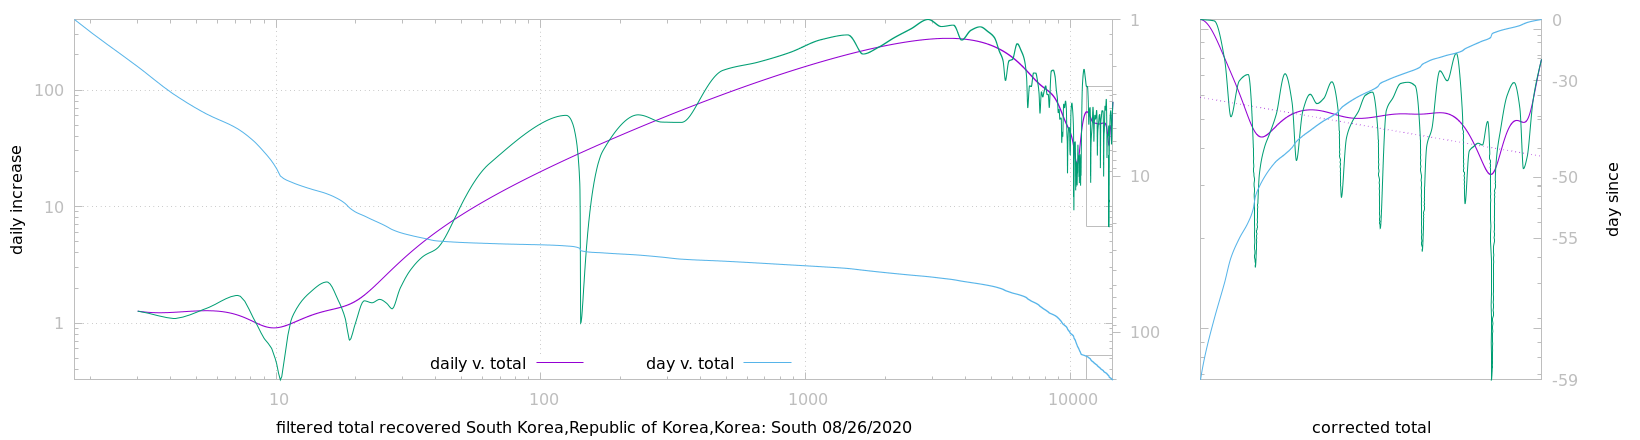 daily increase
100
10
1
10
100
1000
10000
1
10
100
daily v. total
day v. total
filtered total recovered South Korea,Republic of Korea,Korea: South 08/26/2020
0
-30
-50
-55
-59
day since
corrected total